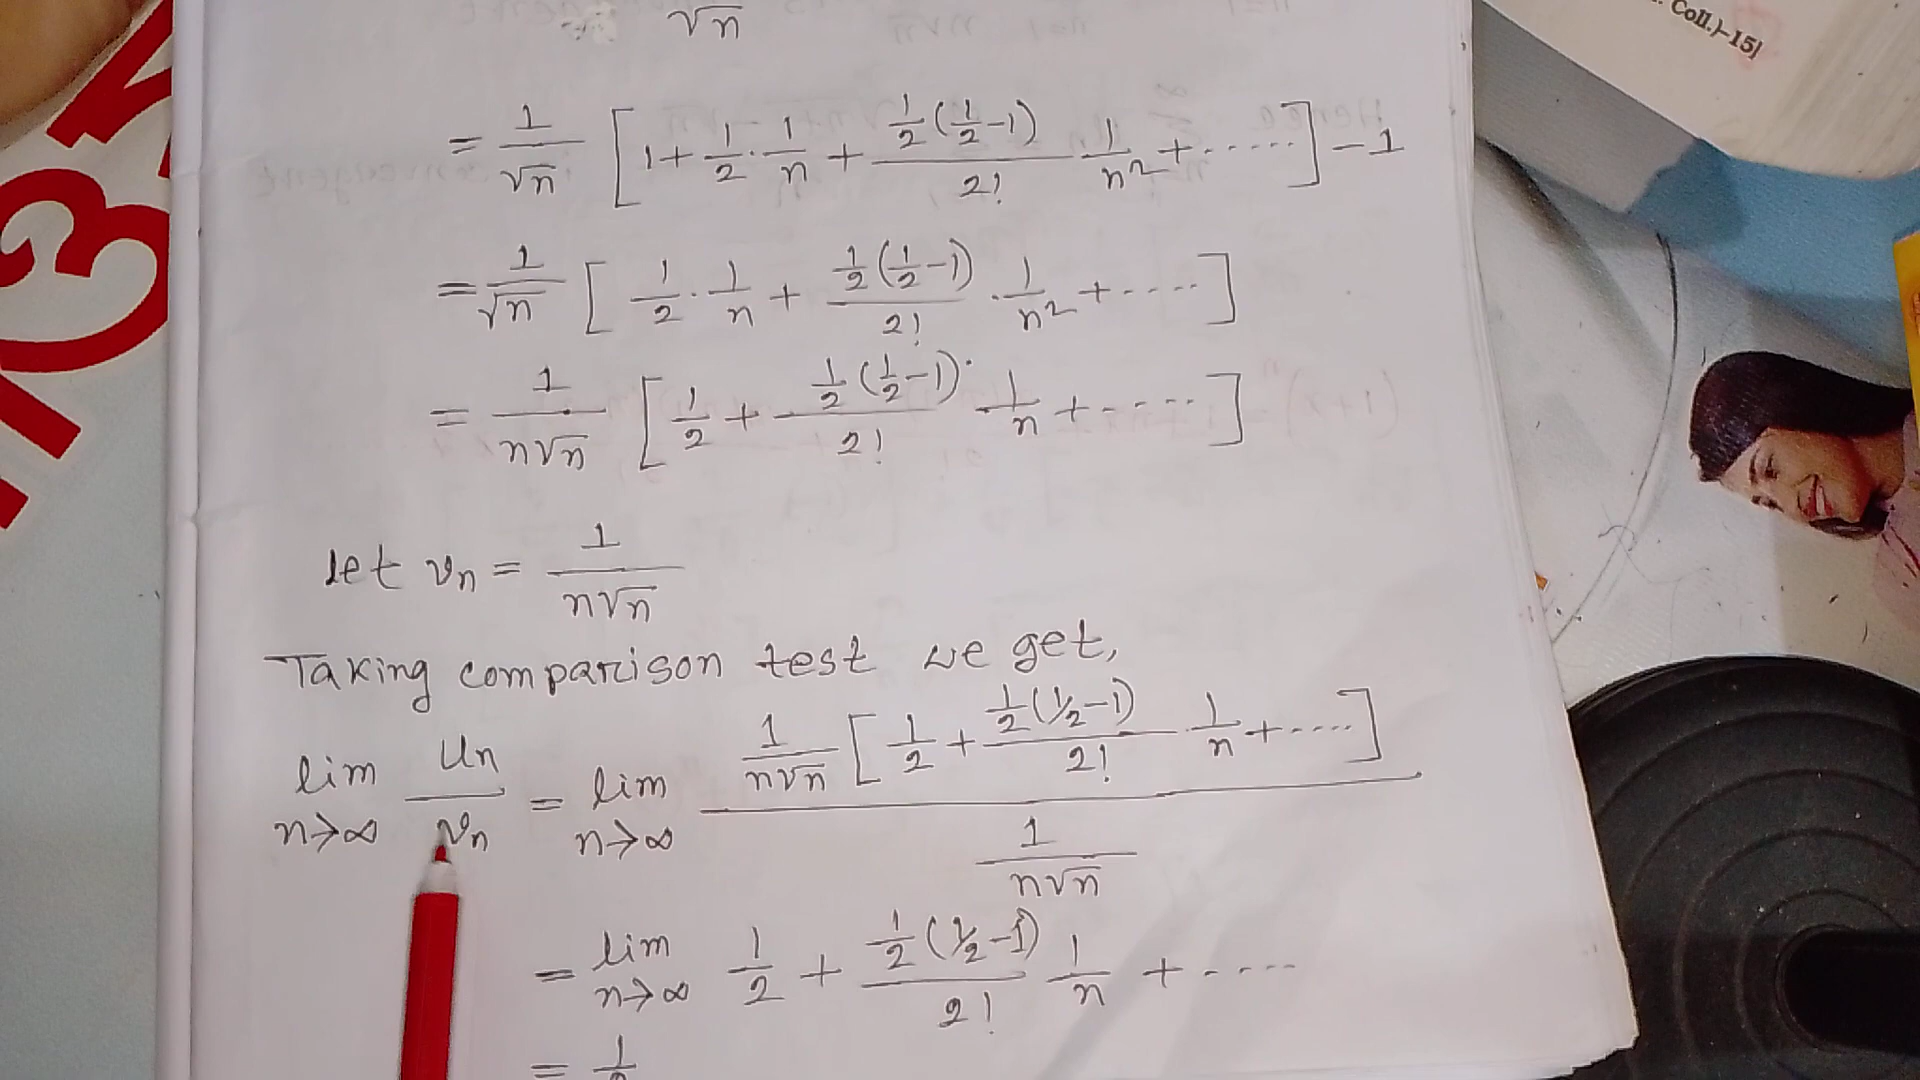 √n
= 1/√n [1 + 1/2 · 1/n + 1/2(1/2-1)/2! · 1/n² + ......] - 1
= 1/√n [1/2 · 1/n + 1/2(1/2-1)/2! · 1/n² + ....]
= 1/n√n [1/2 + 1/2(1/2-1)/2! · 1/n + .....]
let vn = 1/n√n
Taking comparison test we get,
lim n→∞ Un/vn = lim n→∞ 1/n√n [1/2 + 1/2(1/2-1)/2! · 1/n + .....] / 1/n√n
= lim n→∞ 1/2 + 1/2(1/2-1)/2! 1/n + .....
= 1/2
Coll.)-15]